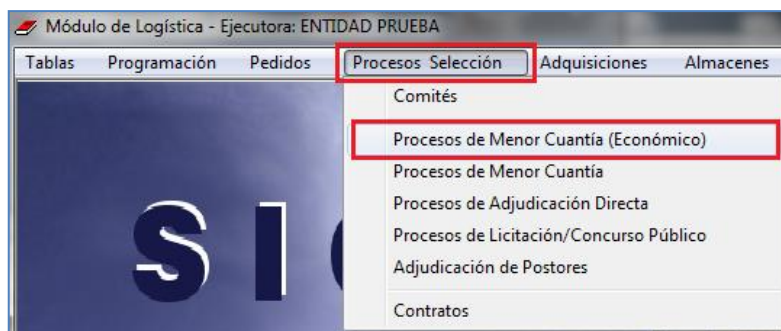 Módulo de Logística - Ejecutora: ENTIDAD PRUEBA
Tablas Programación Pedidos Procesos Selección Adquisiciones Almacenes
Comités
Procesos de Menor Cuantía (Económico)
Procesos de Menor Cuantía
Procesos de Adjudicación Directa
Procesos de Licitación/Concurso Público
Adjudicación de Postores
Contratos
S I